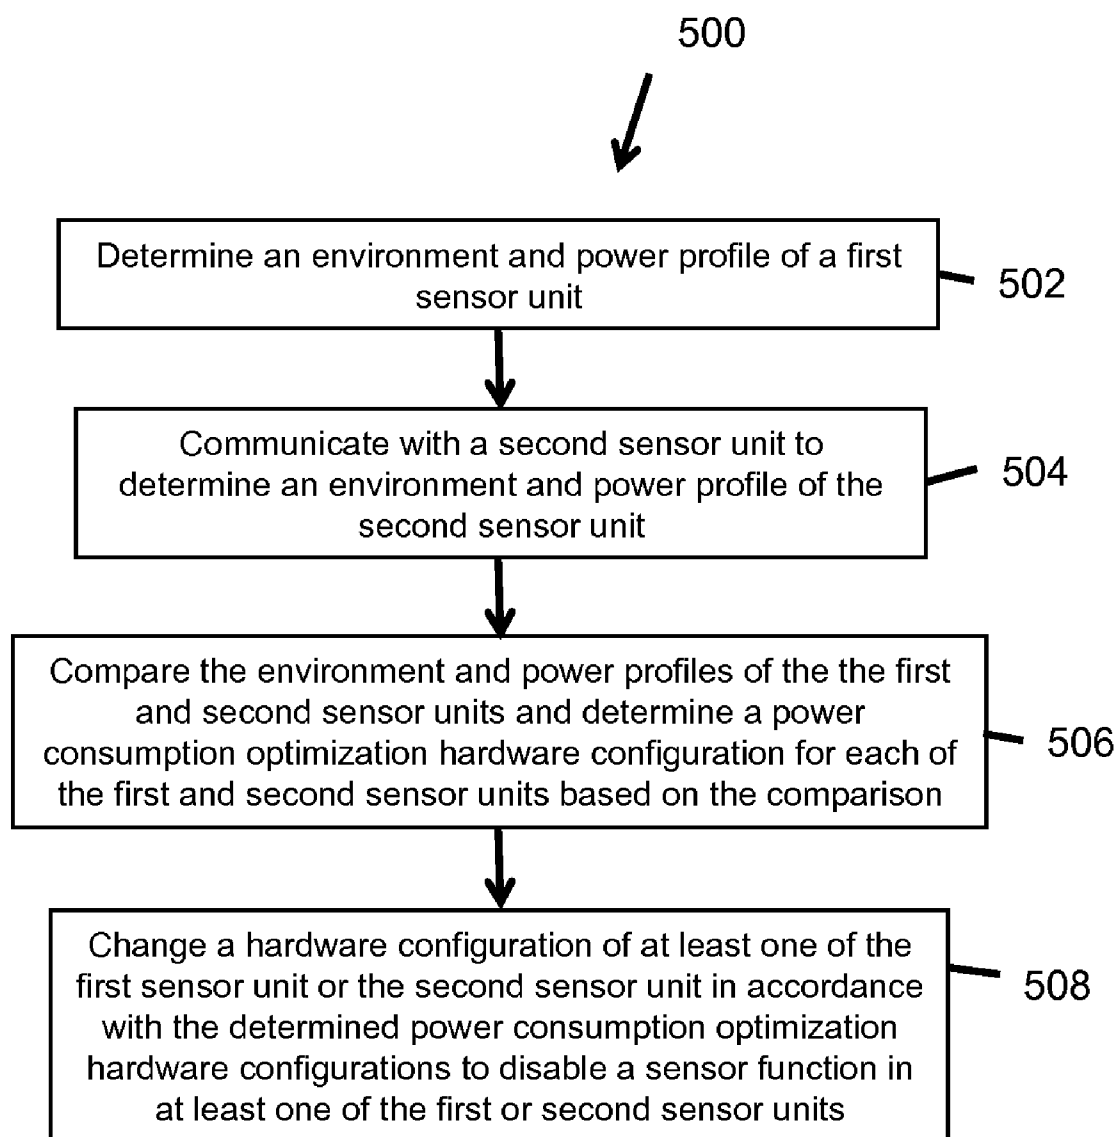 500
Determine an environment and power profile of a first
sensor unit
502
Communicate with a second sensor unit to
determine an environment and power profile of the
second sensor unit
504
Compare the environment and power profiles of the the first
and second sensor units and determine a power
consumption optimization hardware configuration for each of
the first and second sensor units based on the comparison
506
Change a hardware configuration of at least one of the
first sensor unit or the second sensor unit in accordance
with the determined power consumption optimization
hardware configurations to disable a sensor function in
at least one of the first or second sensor units
508